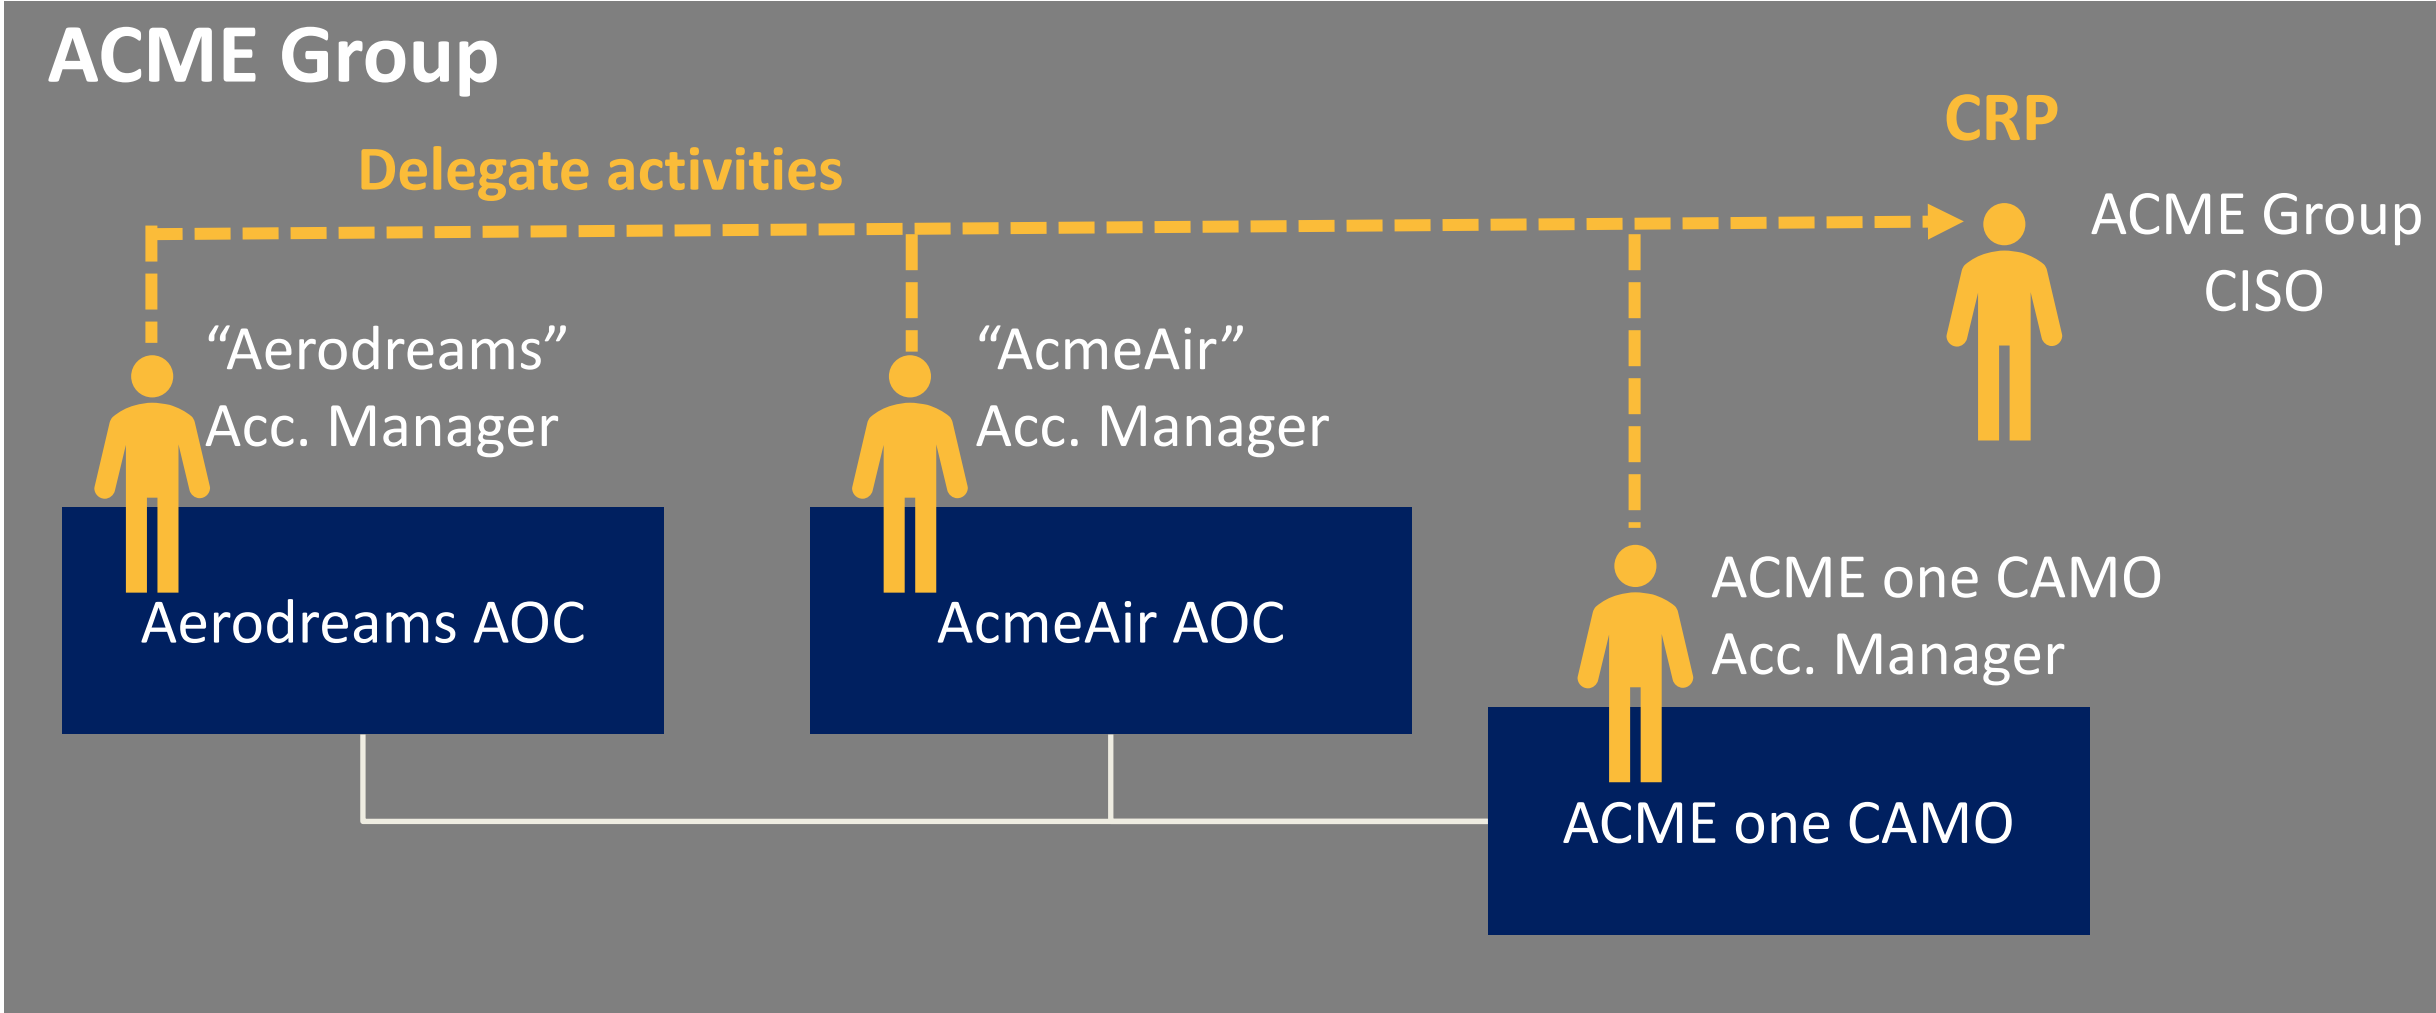 ACME Group
CRP
Delegate activities
ACME Group
CISO
“Aerodreams”
Acc. Manager
“AcmeAir”
Acc. Manager
ACME one CAMO
Acc. Manager
Aerodreams AOC
AcmeAir AOC
ACME one CAMO